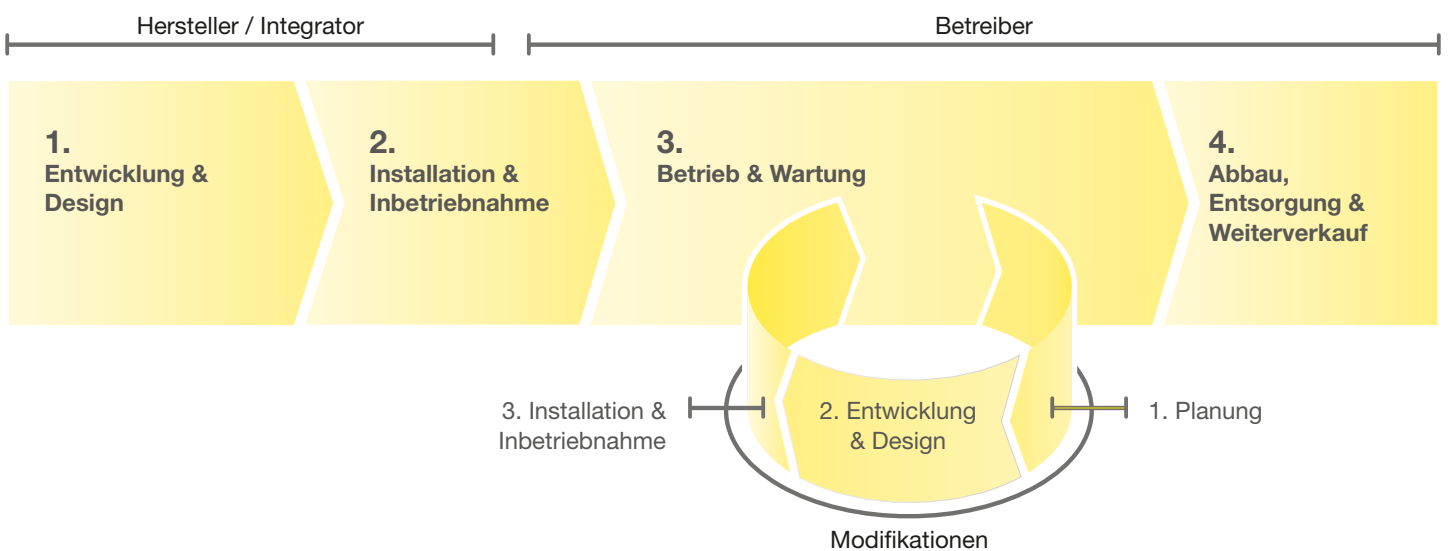 Hersteller / Integrator
Betreiber
1.
Entwicklung &
Design
2.
Installation &
Inbetriebnahme
3.
Betrieb & Wartung
4.
Abbau,
Entsorgung &
Weiterverkauf
3. Installation &
Inbetriebnahme
2. Entwicklung
& Design
1. Planung
Modifikationen